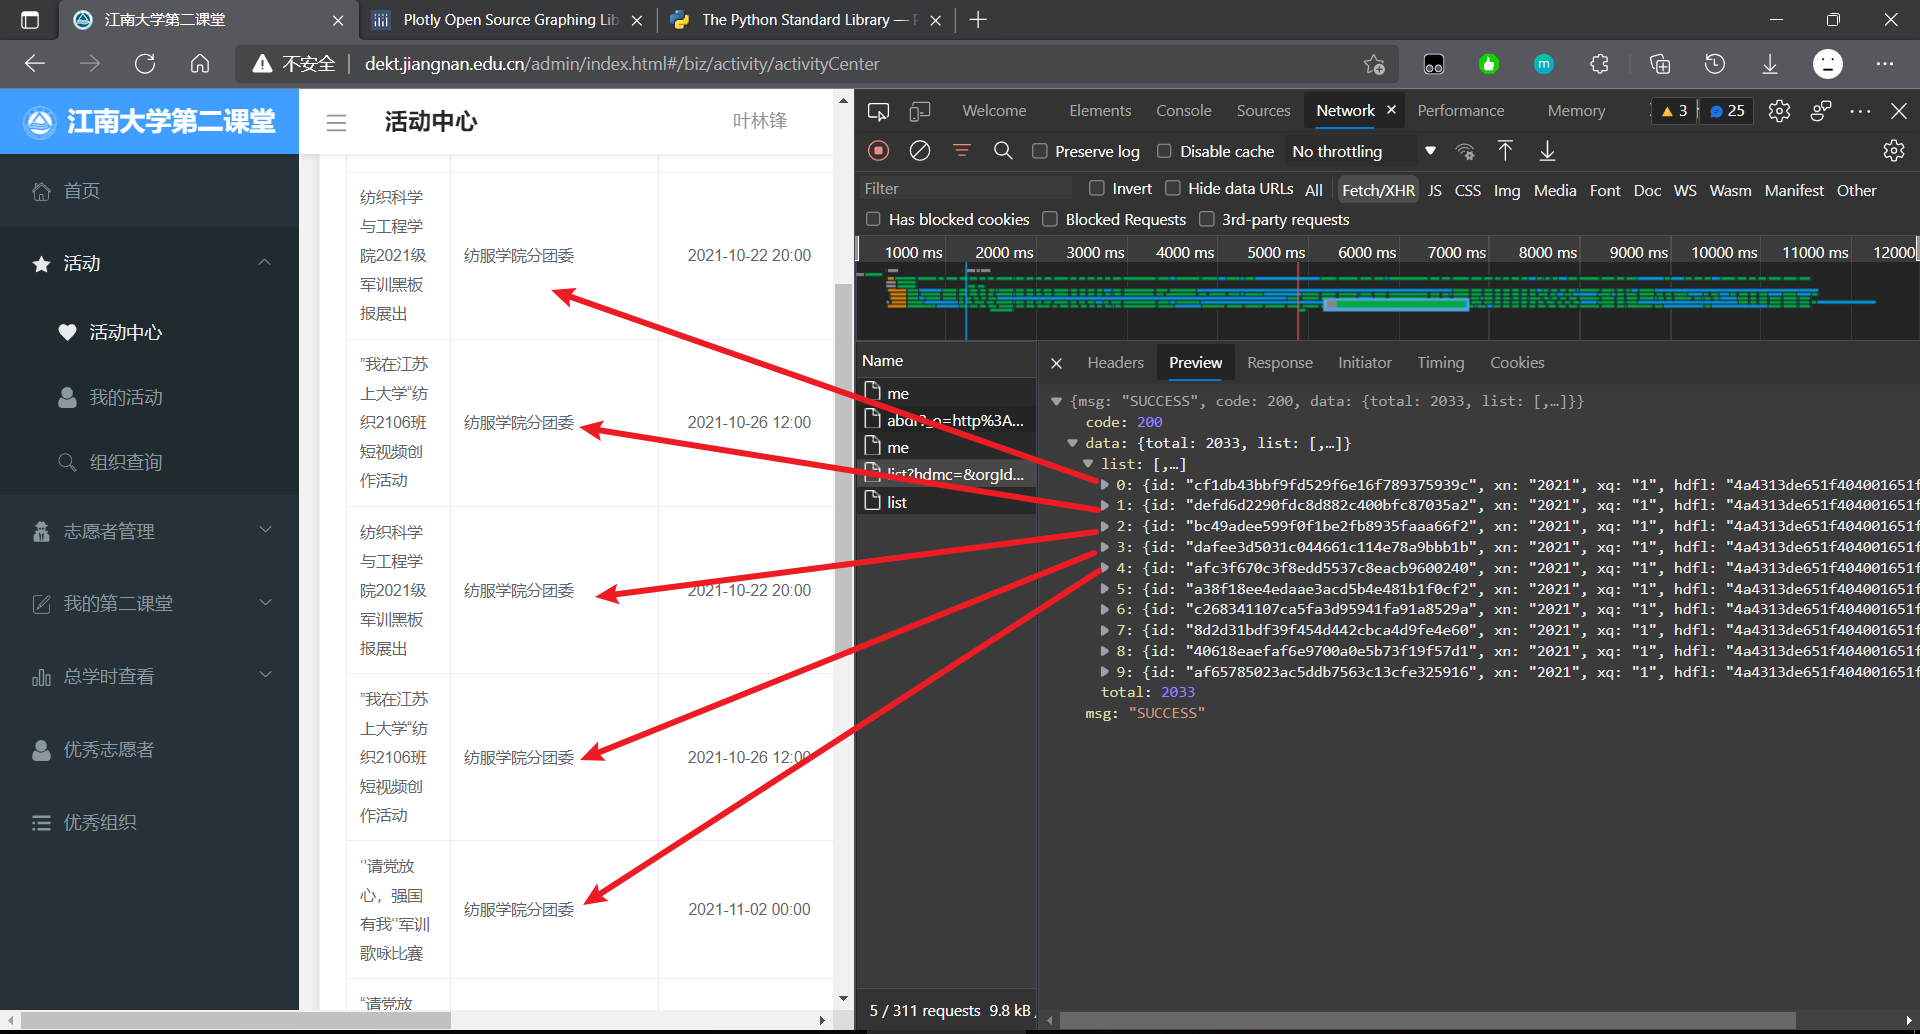 江南大学第二课堂
Plotly Open Source Graphing Lib
The Python Standard Library —
不安全
dekt.jiangnan.edu.cn/admin/index.html#/biz/activity/activityCenter
江南大学第二课堂
首页
活动
活动中心
我的活动
组织查询
志愿者管理
我的第二课堂
总学时查看
优秀志愿者
优秀组织
活动中心
叶林锋
纺织科学
与工程学
院2021级
军训黑板
报展出
纺服学院分团委
2021-10-22 20:00
”我在江苏
上大学“纺
织2106班
短视频创
作活动
纺服学院分团委
2021-10-26 12:00
纺织科学
与工程学
院2021级
军训黑板
报展出
纺服学院分团委
2021-10-22 20:00
”我在江苏
上大学“纺
织2106班
短视频创
作活动
纺服学院分团委
2021-10-26 12:00
“请党放
心，强国
有我”军训
歌咏比赛
纺服学院分团委
2021-11-02 00:00
“请党放
Welcome
Elements
Console
Sources
Network
Performance
Memory
3
25
Preserve log
Disable cache
No throttling
Filter
Invert
Hide data URLs
All
Fetch/XHR
JS
CSS
Img
Media
Font
Doc
WS
Wasm
Manifest
Other
Has blocked cookies
Blocked Requests
3rd-party requests
1000 ms
2000 ms
3000 ms
4000 ms
5000 ms
6000 ms
7000 ms
8000 ms
9000 ms
10000 ms
11000 ms
12000
Name
me
abdr?_o=http%3A...
me
list?hdmc=&orgId...
list
5 / 311 requests
9.8 kB
Headers
Preview
Response
Initiator
Timing
Cookies
{msg: "SUCCESS", code: 200, data: {total: 2033, list: [,…]}}
code: 200
data: {total: 2033, list: [,…]}
list: [,…]
0: {id: "cf1db43bbf9fd529f6e16f789375939c", xn: "2021", xq: "1", hdfl: "4a4313de651f404001651f
1: {id: "defd6d2290fdc8d882c400bfc87035a2", xn: "2021", xq: "1", hdfl: "4a4313de651f404001651f
2: {id: "bc49adee599f0f1be2fb8935faaa66f2", xn: "2021", xq: "1", hdfl: "4a4313de651f404001651f
3: {id: "dafee3d5031c044661c114e78a9bbb1b", xn: "2021", xq: "1", hdfl: "4a4313de651f404001651f
4: {id: "afc3f670c3f8edd5537c8eacb9600240", xn: "2021", xq: "1", hdfl: "4a4313de651f404001651f
5: {id: "a38f18ee4edaae3acd5b4e481b1f0cf2", xn: "2021", xq: "1", hdfl: "4a4313de651f404001651f
6: {id: "c268341107ca5fa3d95941fa91a8529a", xn: "2021", xq: "1", hdfl: "4a4313de651f404001651f
7: {id: "8d2d31bdf39f454d442cbca4d9fe4e60", xn: "2021", xq: "1", hdfl: "4a4313de651f404001651f
8: {id: "40618eaefaf6e9700a0e5b73f19f57d1", xn: "2021", xq: "1", hdfl: "4a4313de651f404001651f
9: {id: "af65785023ac5ddb7563c13cfe325916", xn: "2021", xq: "1", hdfl: "4a4313de651f404001651f
total: 2033
msg: "SUCCESS"